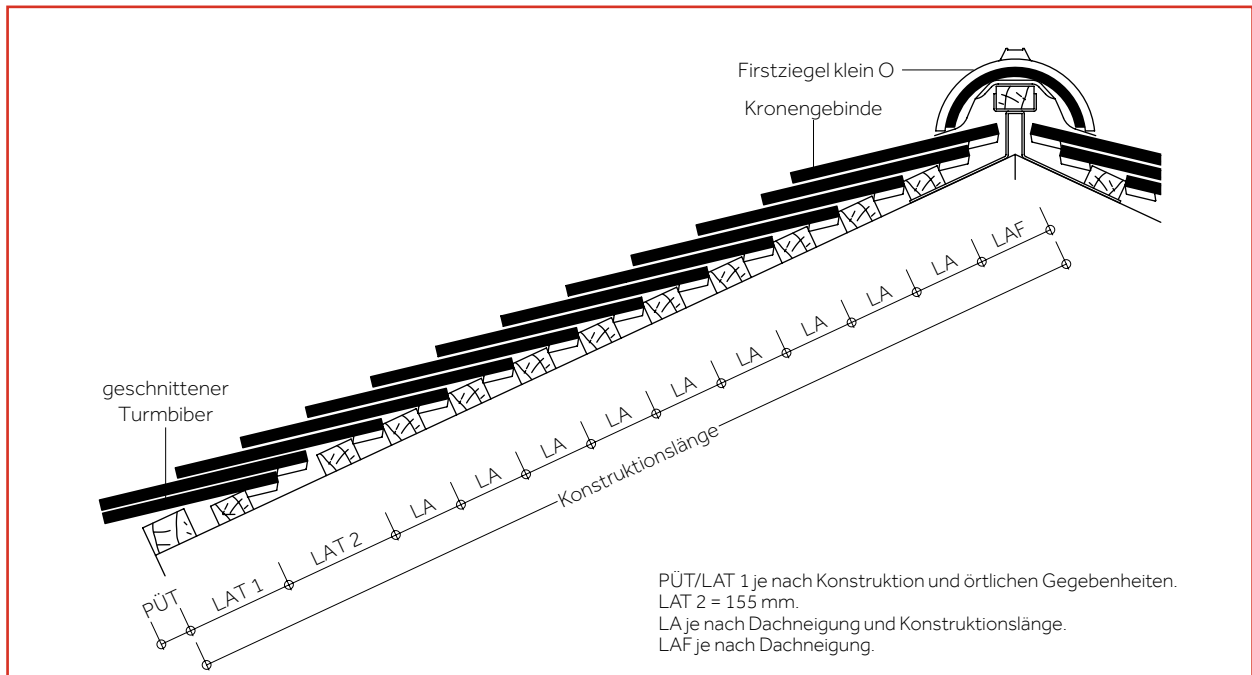 Firstziegel klein O
Kronengebinde
geschnittener
Turmbiber
PÜT
LAT 1
LAT 2
LA
LA
LA
LA
LA
LA
LA
LA
LA
LAF
Konstruktionslänge
PÜT/LAT 1 je nach Konstruktion und örtlichen Gegebenheiten.
LAT 2 = 155 mm.
LA je nach Dachneigung und Konstruktionslänge.
LAF je nach Dachneigung.